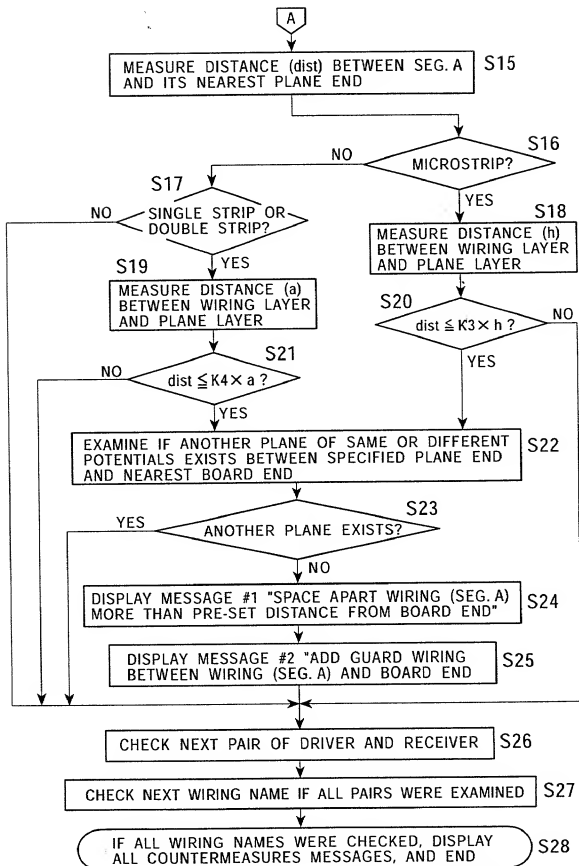 A
MEASURE DISTANCE (dist) BETWEEN SEG. A
AND ITS NEAREST PLANE END
S15
S16
MICROSTRIP?
NO
YES
S17
SINGLE STRIP OR
DOUBLE STRIP?
NO
YES
S18
MEASURE DISTANCE (h)
BETWEEN WIRING LAYER
AND PLANE LAYER
S19
MEASURE DISTANCE (a)
BETWEEN WIRING LAYER
AND PLANE LAYER
S20
dist ≦ K3 × h ?
NO
YES
S21
dist ≦ K4 × a ?
NO
YES
EXAMINE IF ANOTHER PLANE OF SAME OR DIFFERENT
POTENTIALS EXISTS BETWEEN SPECIFIED PLANE END
AND NEAREST BOARD END
S22
S23
ANOTHER PLANE EXISTS?
YES
NO
DISPLAY MESSAGE #1 "SPACE APART WIRING (SEG. A)
MORE THAN PRE-SET DISTANCE FROM BOARD END"
S24
DISPLAY MESSAGE #2 "ADD GUARD WIRING
BETWEEN WIRING (SEG. A) AND BOARD END
S25
CHECK NEXT PAIR OF DRIVER AND RECEIVER
S26
CHECK NEXT WIRING NAME IF ALL PAIRS WERE EXAMINED
S27
IF ALL WIRING NAMES WERE CHECKED, DISPLAY
ALL COUNTERMEASURES MESSAGES, AND END
S28